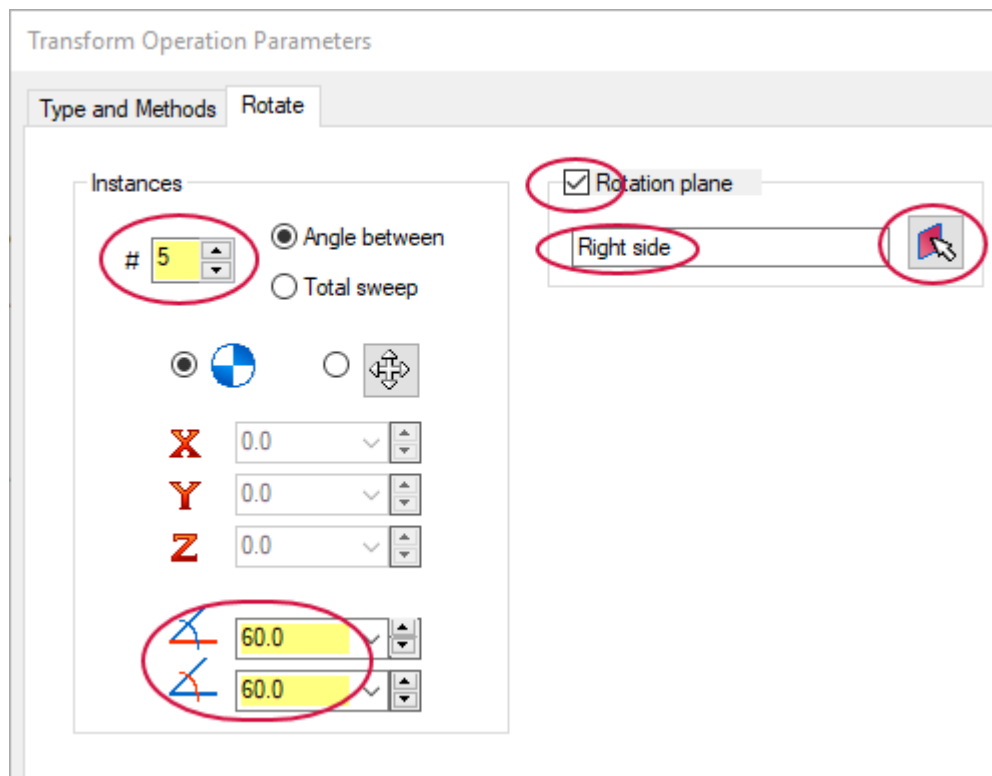 Transform Operation Parameters
Type and Methods
Rotate
Instances
# 5
Angle between
Total sweep
X 0.0
Y 0.0
Z 0.0
60.0
60.0
Rotation plane
Right side